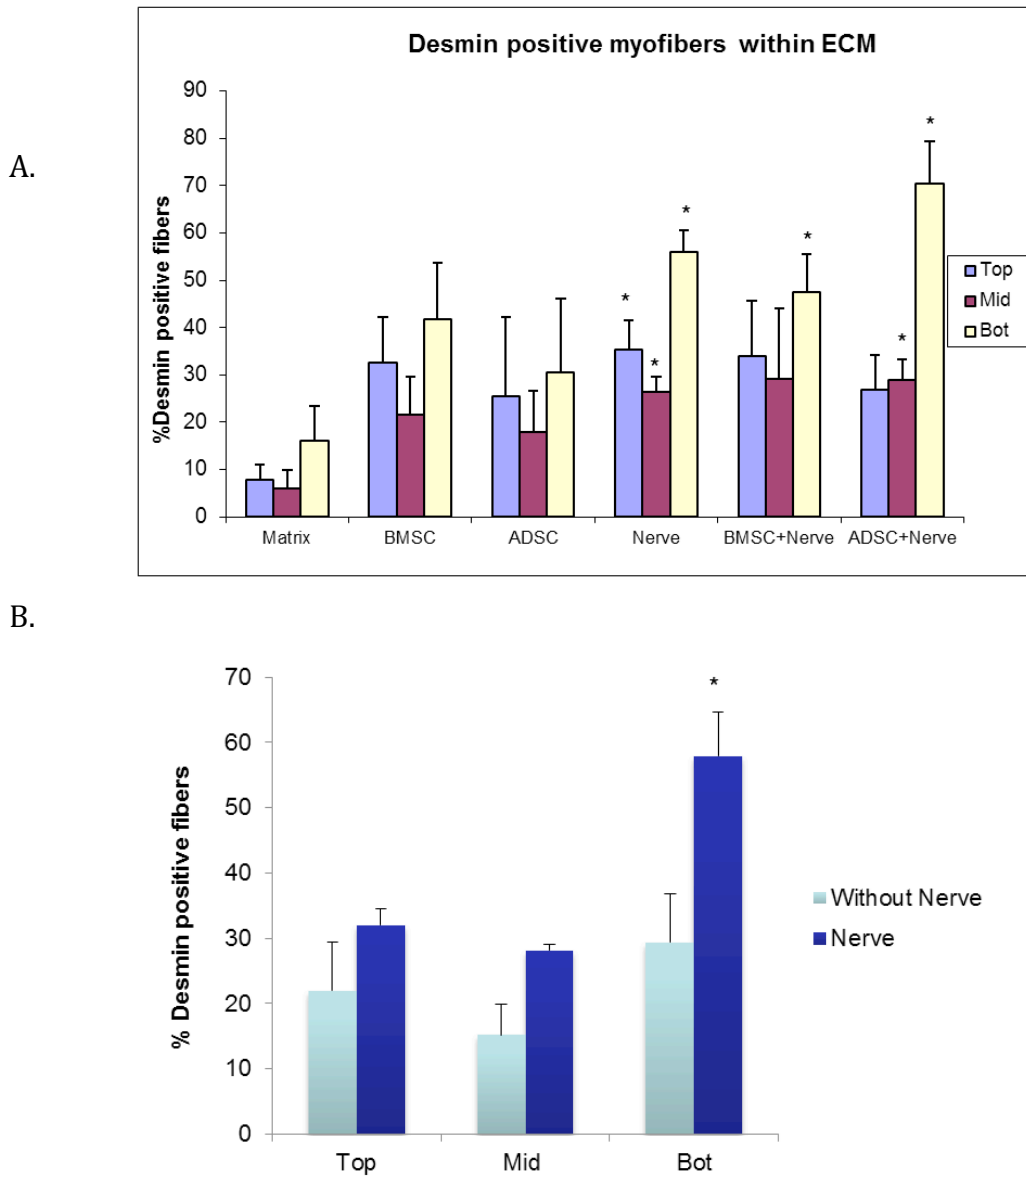 A.
Desmin positive myofibers within ECM
%Desmin positive fibers
90
80
70
60
50
40
30
20
10
0
*
*
*
*
*
*
Matrix
BMSC
ADSC
Nerve
BMSC+Nerve
ADSC+Nerve
Top
Mid
Bot
B.
% Desmin positive fibers
70
60
50
40
30
20
10
0
*
Top
Mid
Bot
Without Nerve
Nerve